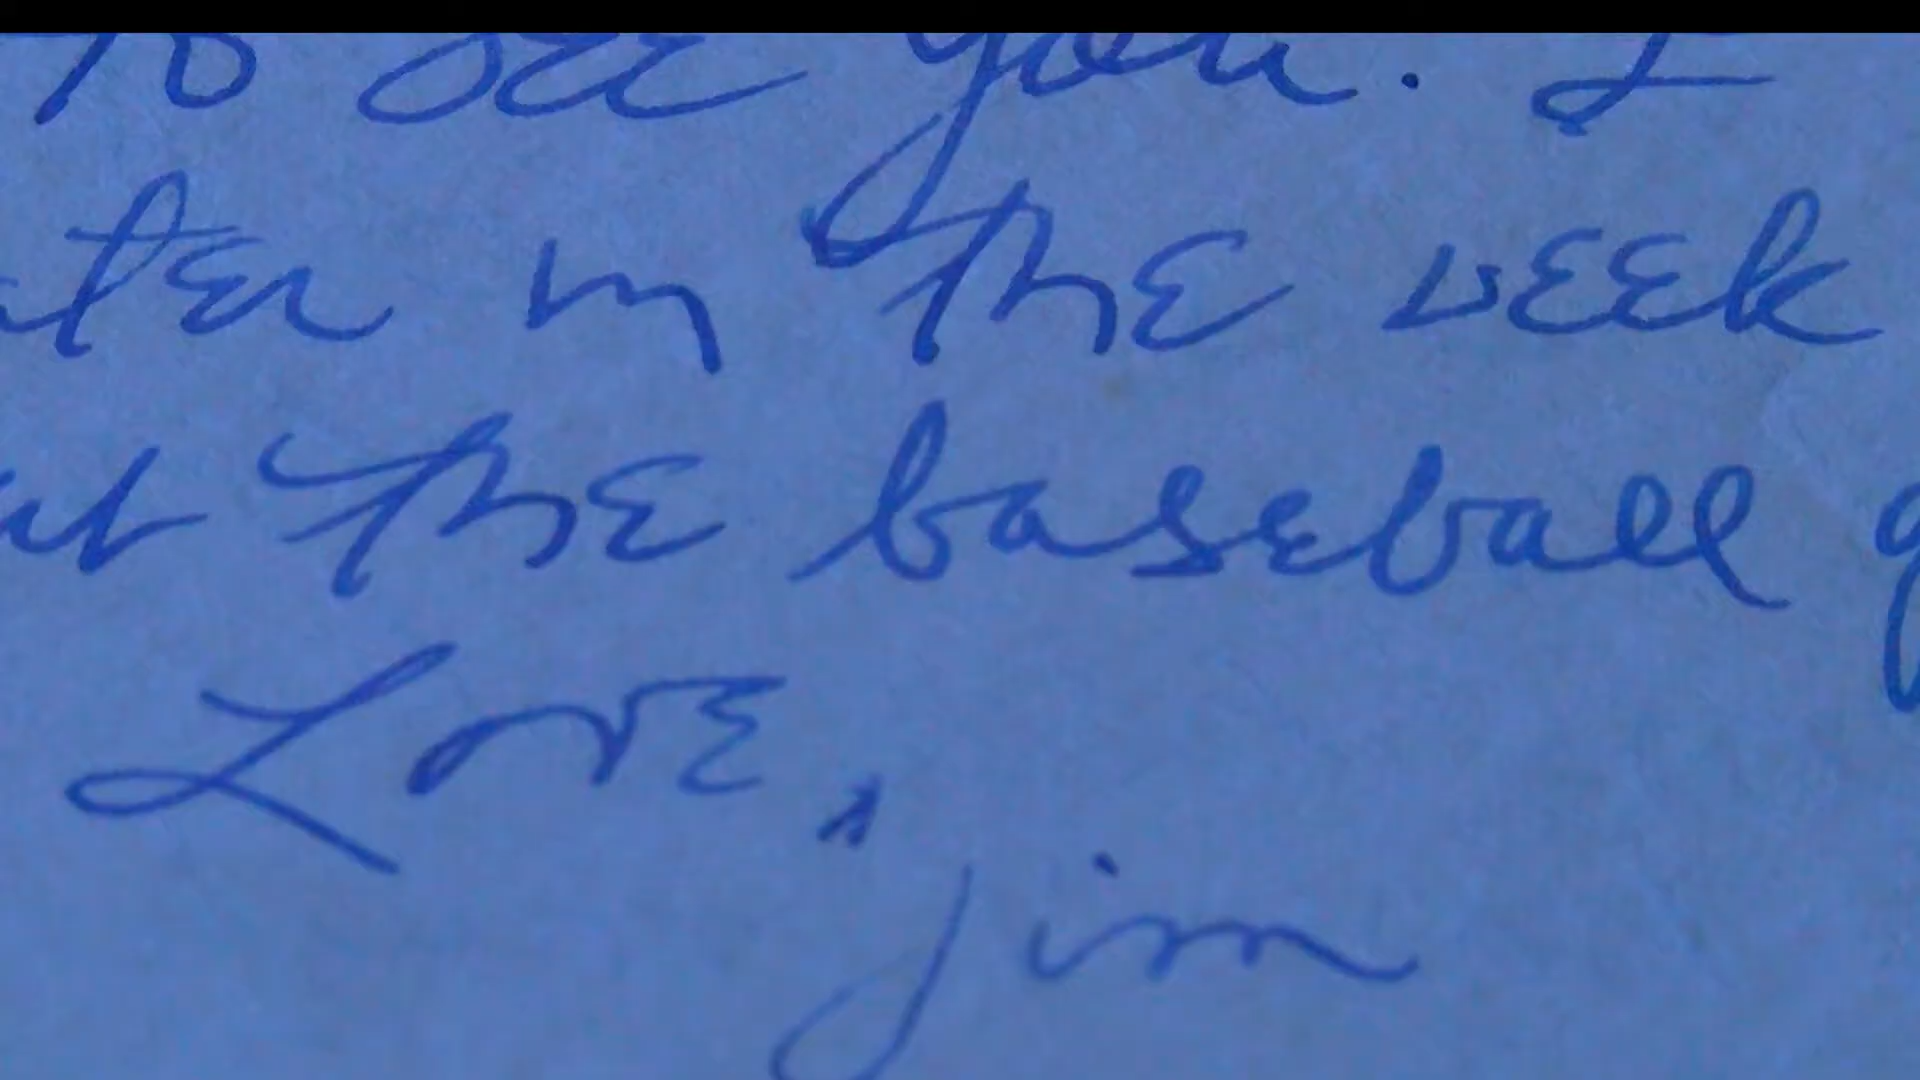 to see you. I
ter in the week
the baseball
Love,
Jim